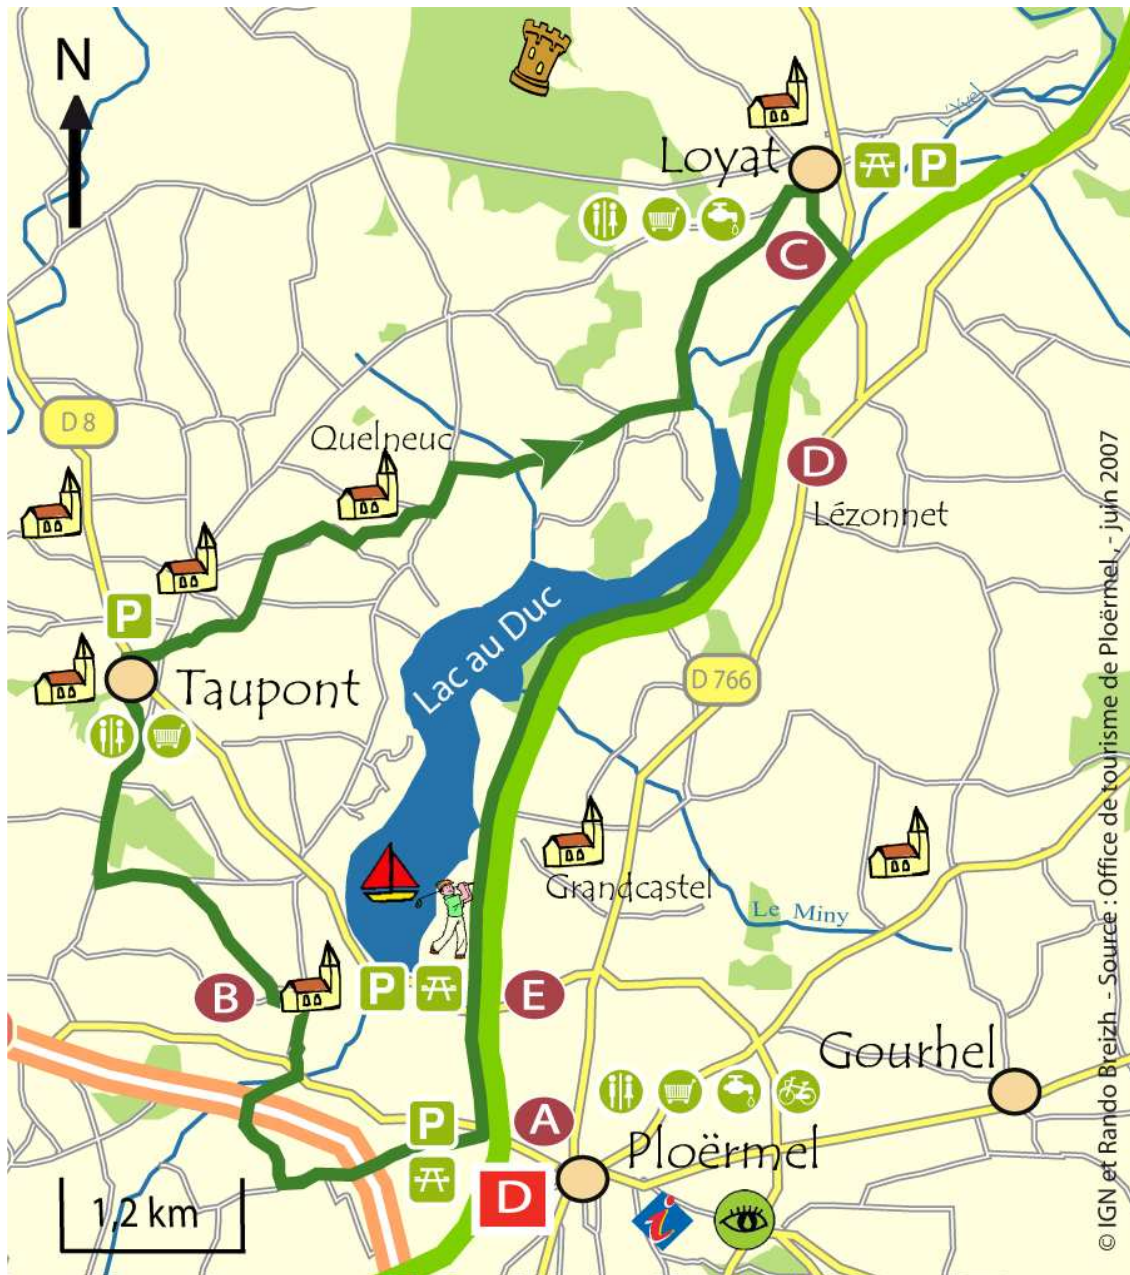 N
Loyat
L'Yvel
P
C
D 8
Quelneuc
D
Lézonnet
P
Taupont
Lac au Duc
D 766
Grandcastel
Le Miny
B
P
E
Gourhel
P
A
Ploërmel
D
i
1,2 km
© IGN et Rando Breizh - Source : Office de tourisme de Ploërmel , - juin 2007